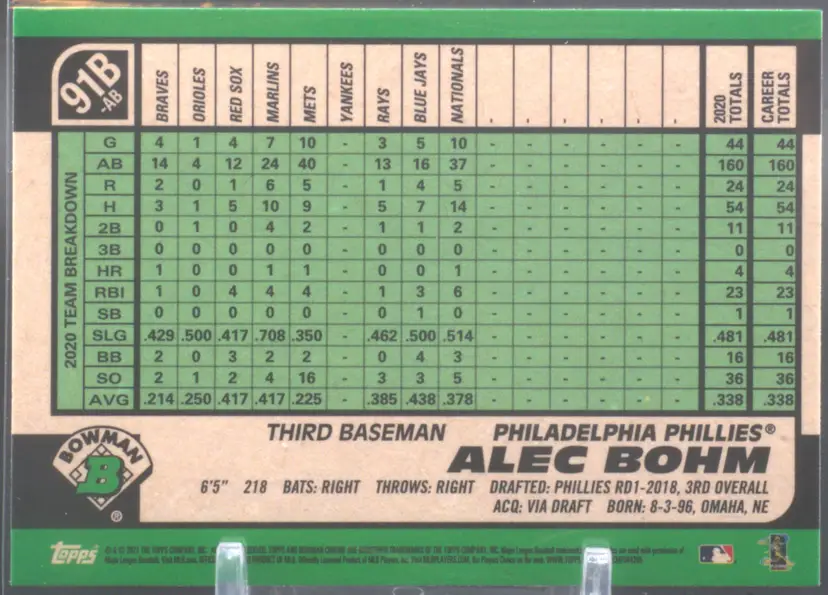 91B
-AB
BRAVES ORIOLES RED SOX MARLINS METS YANKEES RAYS BLUE JAYS NATIONALS - - - - - - 2020 TOTALS CAREER TOTALS
2020 TEAM BREAKDOWN
G 4 1 4 7 10 - 3 5 10 - - - - - - 44 44
AB 14 4 12 24 40 - 13 16 37 - - - - - - 160 160
R 2 0 1 6 5 - 1 4 5 - - - - - - 24 24
H 3 1 5 10 9 - 5 7 14 - - - - - - 54 54
2B 0 1 0 4 2 - 1 1 2 - - - - - - 11 11
3B 0 0 0 0 0 - 0 0 0 - - - - - - 0 0
HR 1 0 0 1 1 - 0 0 1 - - - - - - 4 4
RBI 1 0 4 4 4 - 1 3 6 - - - - - - 23 23
SB 0 0 0 0 0 - 0 1 0 - - - - - - 1 1
SLG .429 .500 .417 .708 .350 - .462 .500 .514 - - - - - - .481 .481
BB 2 0 3 2 2 - 0 4 3 - - - - - - 16 16
SO 2 1 2 4 16 - 3 3 5 - - - - - - 36 36
AVG .214 .250 .417 .417 .225 - .385 .438 .378 - - - - - - .338 .338
BOWMAN
B
®
THIRD BASEMAN PHILADELPHIA PHILLIES®
ALEC BOHM
6'5" 218 BATS: RIGHT THROWS: RIGHT DRAFTED: PHILLIES RD1-2018, 3RD OVERALL
ACQ: VIA DRAFT BORN: 8-3-96, OMAHA, NE
Topps